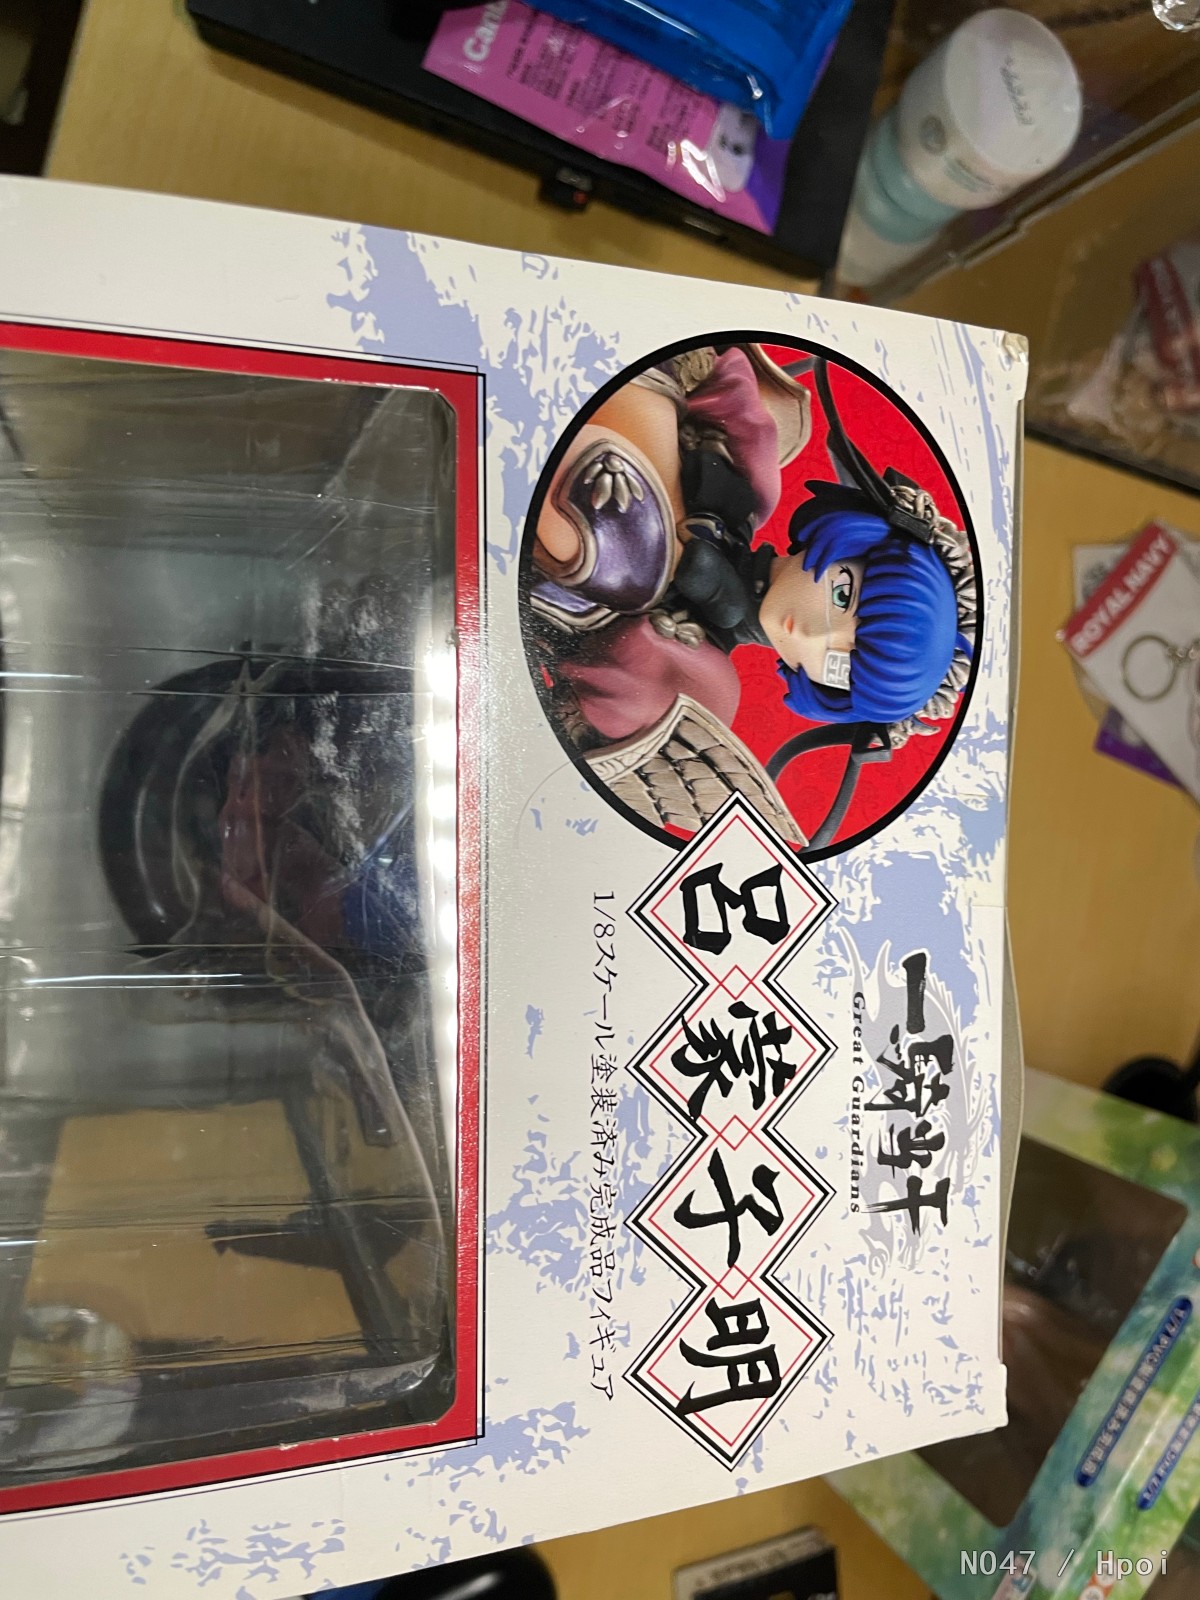 一騎当千
Great Guardians
呂蒙子明
1/8スケール塗装済み完成品フィギュア
ROYAL NAVY
N047 / Hpoi